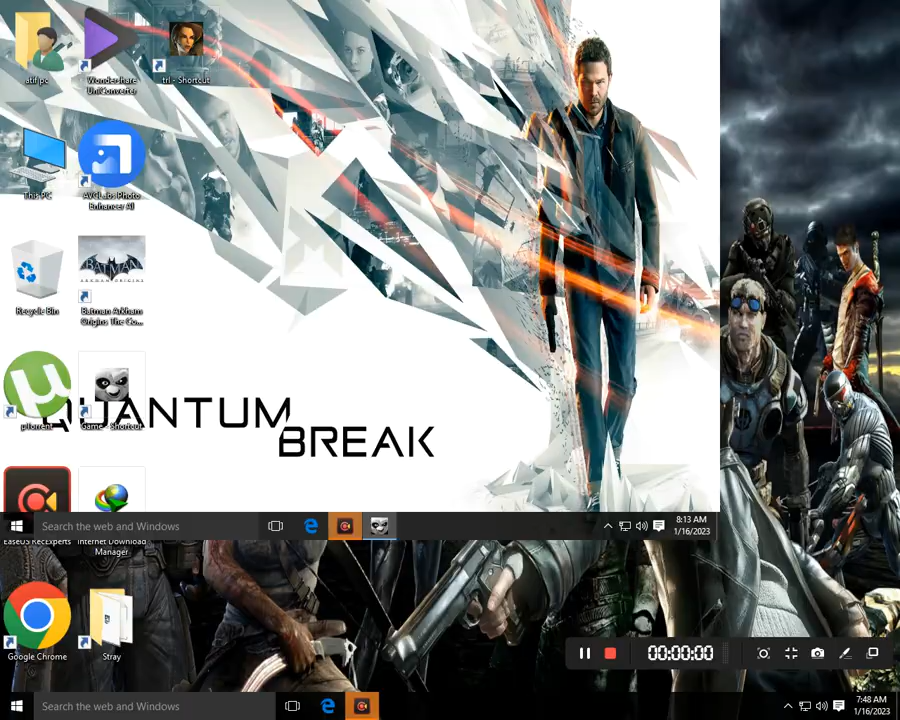 atif pc
Wondershare
UniConverter
trl - Shortcut
This PC
AVCLabs Photo
Enhancer AI
Recycle Bin
BATMAN
ARKHAM ORIGINS
Batman Arkham
Origins The Co...
µTorrent
Game - Shortcut
QUANTUM
BREAK
Search the web and Windows
8:13 AM
1/16/2023
EaseUS RecExperts
Internet Download
Manager
Google Chrome
Stray
00:00:00
Search the web and Windows
7:48 AM
1/16/2023